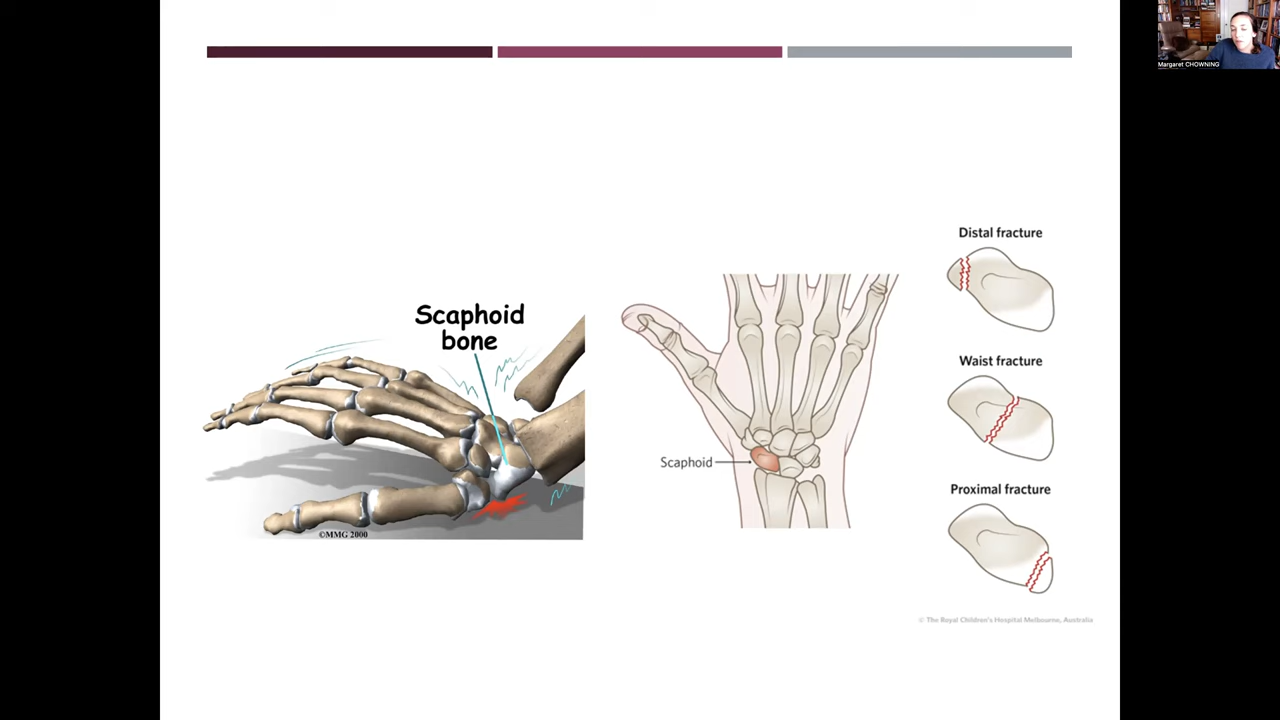 Margaret CHOWNING
Scaphoid
bone
©MMG 2000
Scaphoid
Distal fracture
Waist fracture
Proximal fracture
© The Royal Children's Hospital Melbourne, Australia